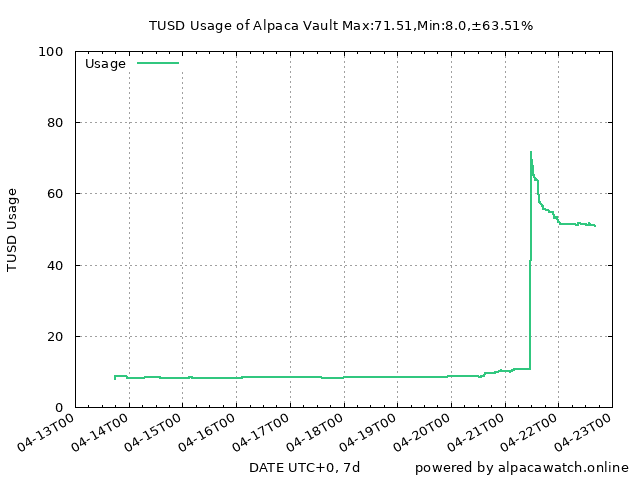 TUSD Usage of Alpaca Vault Max:71.51,Min:8.0,±63.51%
100
80
60
40
20
0
TUSD Usage
Usage
04-13T00
04-14T00
04-15T00
04-16T00
04-17T00
04-18T00
04-19T00
04-20T00
04-21T00
04-22T00
04-23T00
DATE UTC+0, 7d
powered by alpacawatch.online